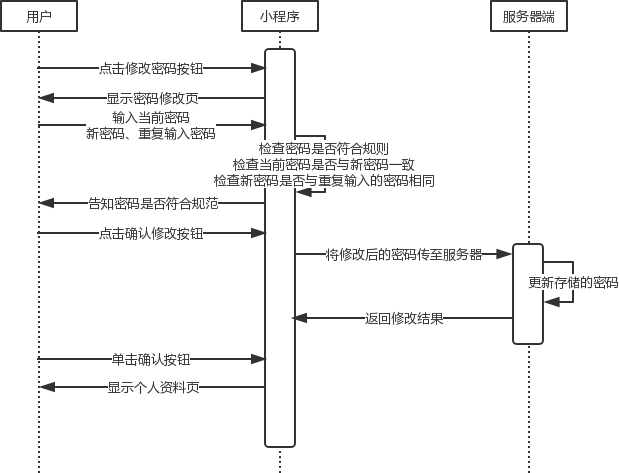 用户
小程序
服务器端
点击修改密码按钮
显示密码修改页
输入当前密码
新密码、重复输入密码
检查密码是否符合规则
检查当前密码是否与新密码一致
检查新密码是否与重复输入的密码相同
告知密码是否符合规范
点击确认修改按钮
将修改后的密码传至服务器
更新存储的密码
返回修改结果
单击确认按钮
显示个人资料页